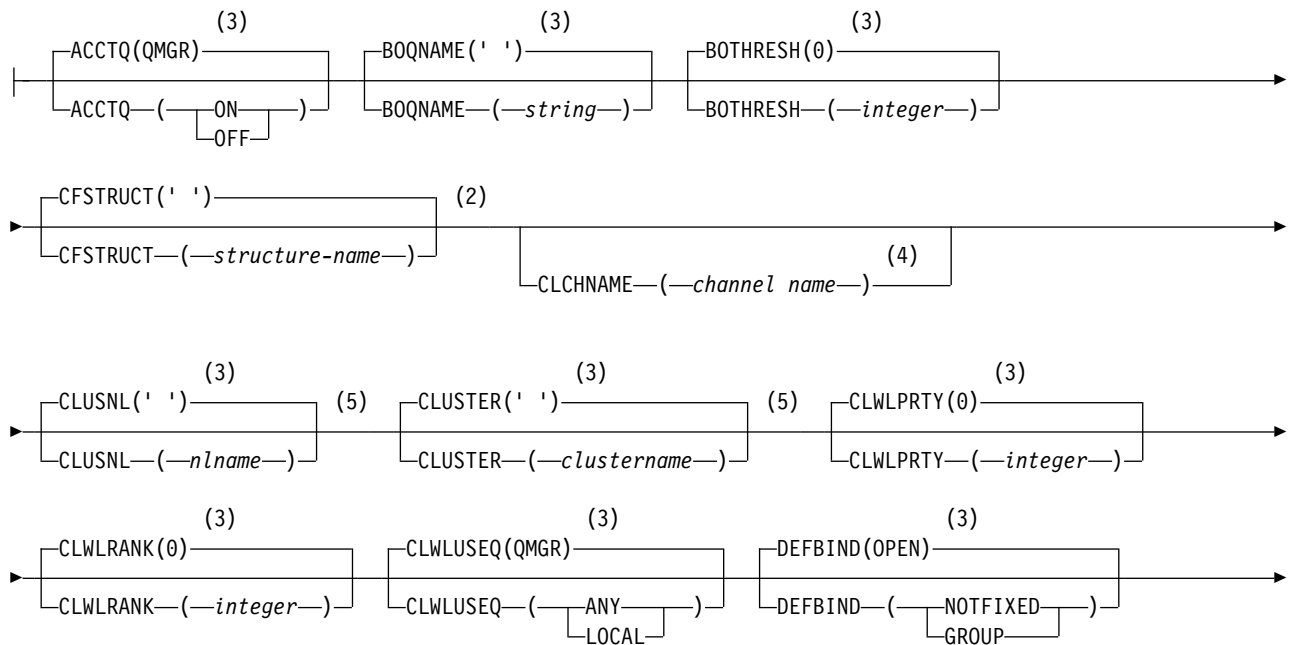 (3) (3) (3)
ACCTQ(QMGR) BOQNAME(' ') BOTHRESH(0)
ACCTQ ( ON ) BOQNAME ( string ) BOTHRESH ( integer )
OFF
CFSTRUCT(' ') (2)
CFSTRUCT ( structure-name )
(4)
CLCHNAME ( channel name )
(3) (3) (3)
CLUSNL(' ') (5) CLUSTER(' ') (5) CLWLPRTY(0)
CLUSNL ( nlname ) CLUSTER ( clustername ) CLWLPRTY ( integer )
(3) (3) (3)
CLWLRANK(0) CLWLUSEQ(QMGR) DEFBIND(OPEN)
CLWLRANK ( integer ) CLWLUSEQ ( ANY ) DEFBIND ( NOTFIXED )
LOCAL GROUP